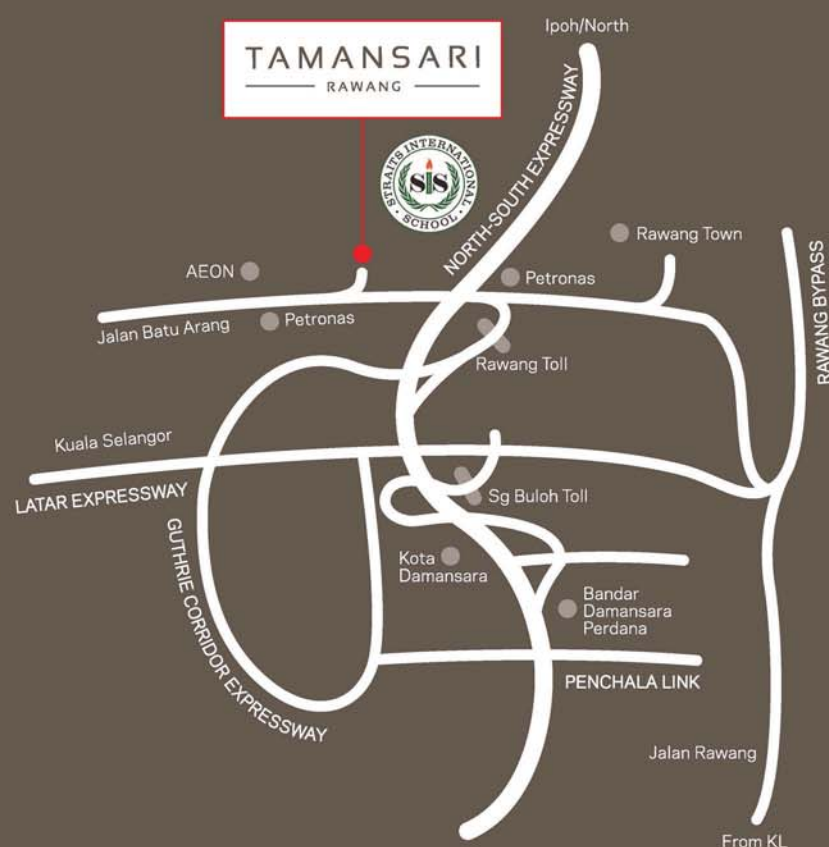 Ipoh/North
TAMANSARI
RAWANG
STRAITS INTERNATIONAL
SCHOOL
SIS
NORTH-SOUTH EXPRESSWAY
Rawang Town
RAWANG BYPASS
AEON
Petronas
Jalan Batu Arang
Petronas
Rawang Toll
Kuala Selangor
LATAR EXPRESSWAY
Sg Buloh Toll
GUTHRIE CORRIDOR EXPRESSWAY
Kota
Damansara
Bandar
Damansara
Perdana
PENCHALA LINK
Jalan Rawang
From KL